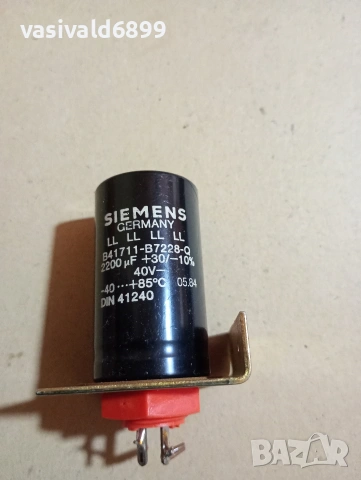 vasivald6899
SIEMENS
GERMANY
LL LL LL LL
B41711-B7228-Q
2200 µF +30/-10%
40V-
-40···+85°C 05.84
DIN 41240
BAZAR